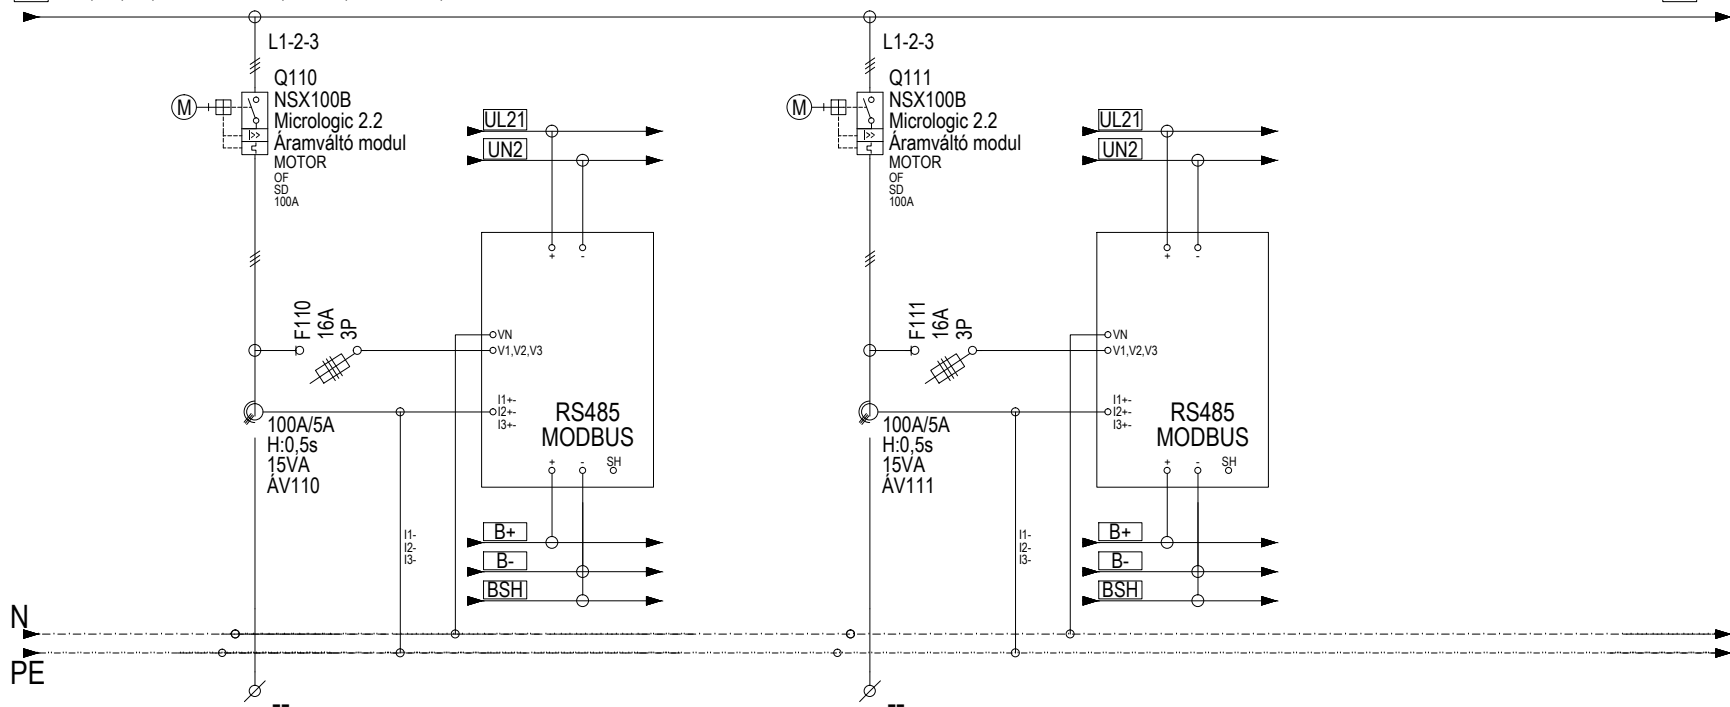 L1-2-3
Q110
NSX100B
Micrologic 2.2
Áramváltó modul
MOTOR
OF
SD
100A
M
UL21
UN2
+ -
F110
16A
3P
VN
V1,V2,V3
I1+-
I2+-
I3+-
RS485
MODBUS
+ - SH
100A/5A
H:0,5s
15VA
ÁV110
I1-
I2-
I3-
B+
B-
BSH
L1-2-3
Q111
NSX100B
Micrologic 2.2
Áramváltó modul
MOTOR
OF
SD
100A
M
UL21
UN2
+ -
F111
16A
3P
VN
V1,V2,V3
I1+-
I2+-
I3+-
RS485
MODBUS
+ - SH
100A/5A
H:0,5s
15VA
ÁV111
I1-
I2-
I3-
B+
B-
BSH
N
PE
--
--